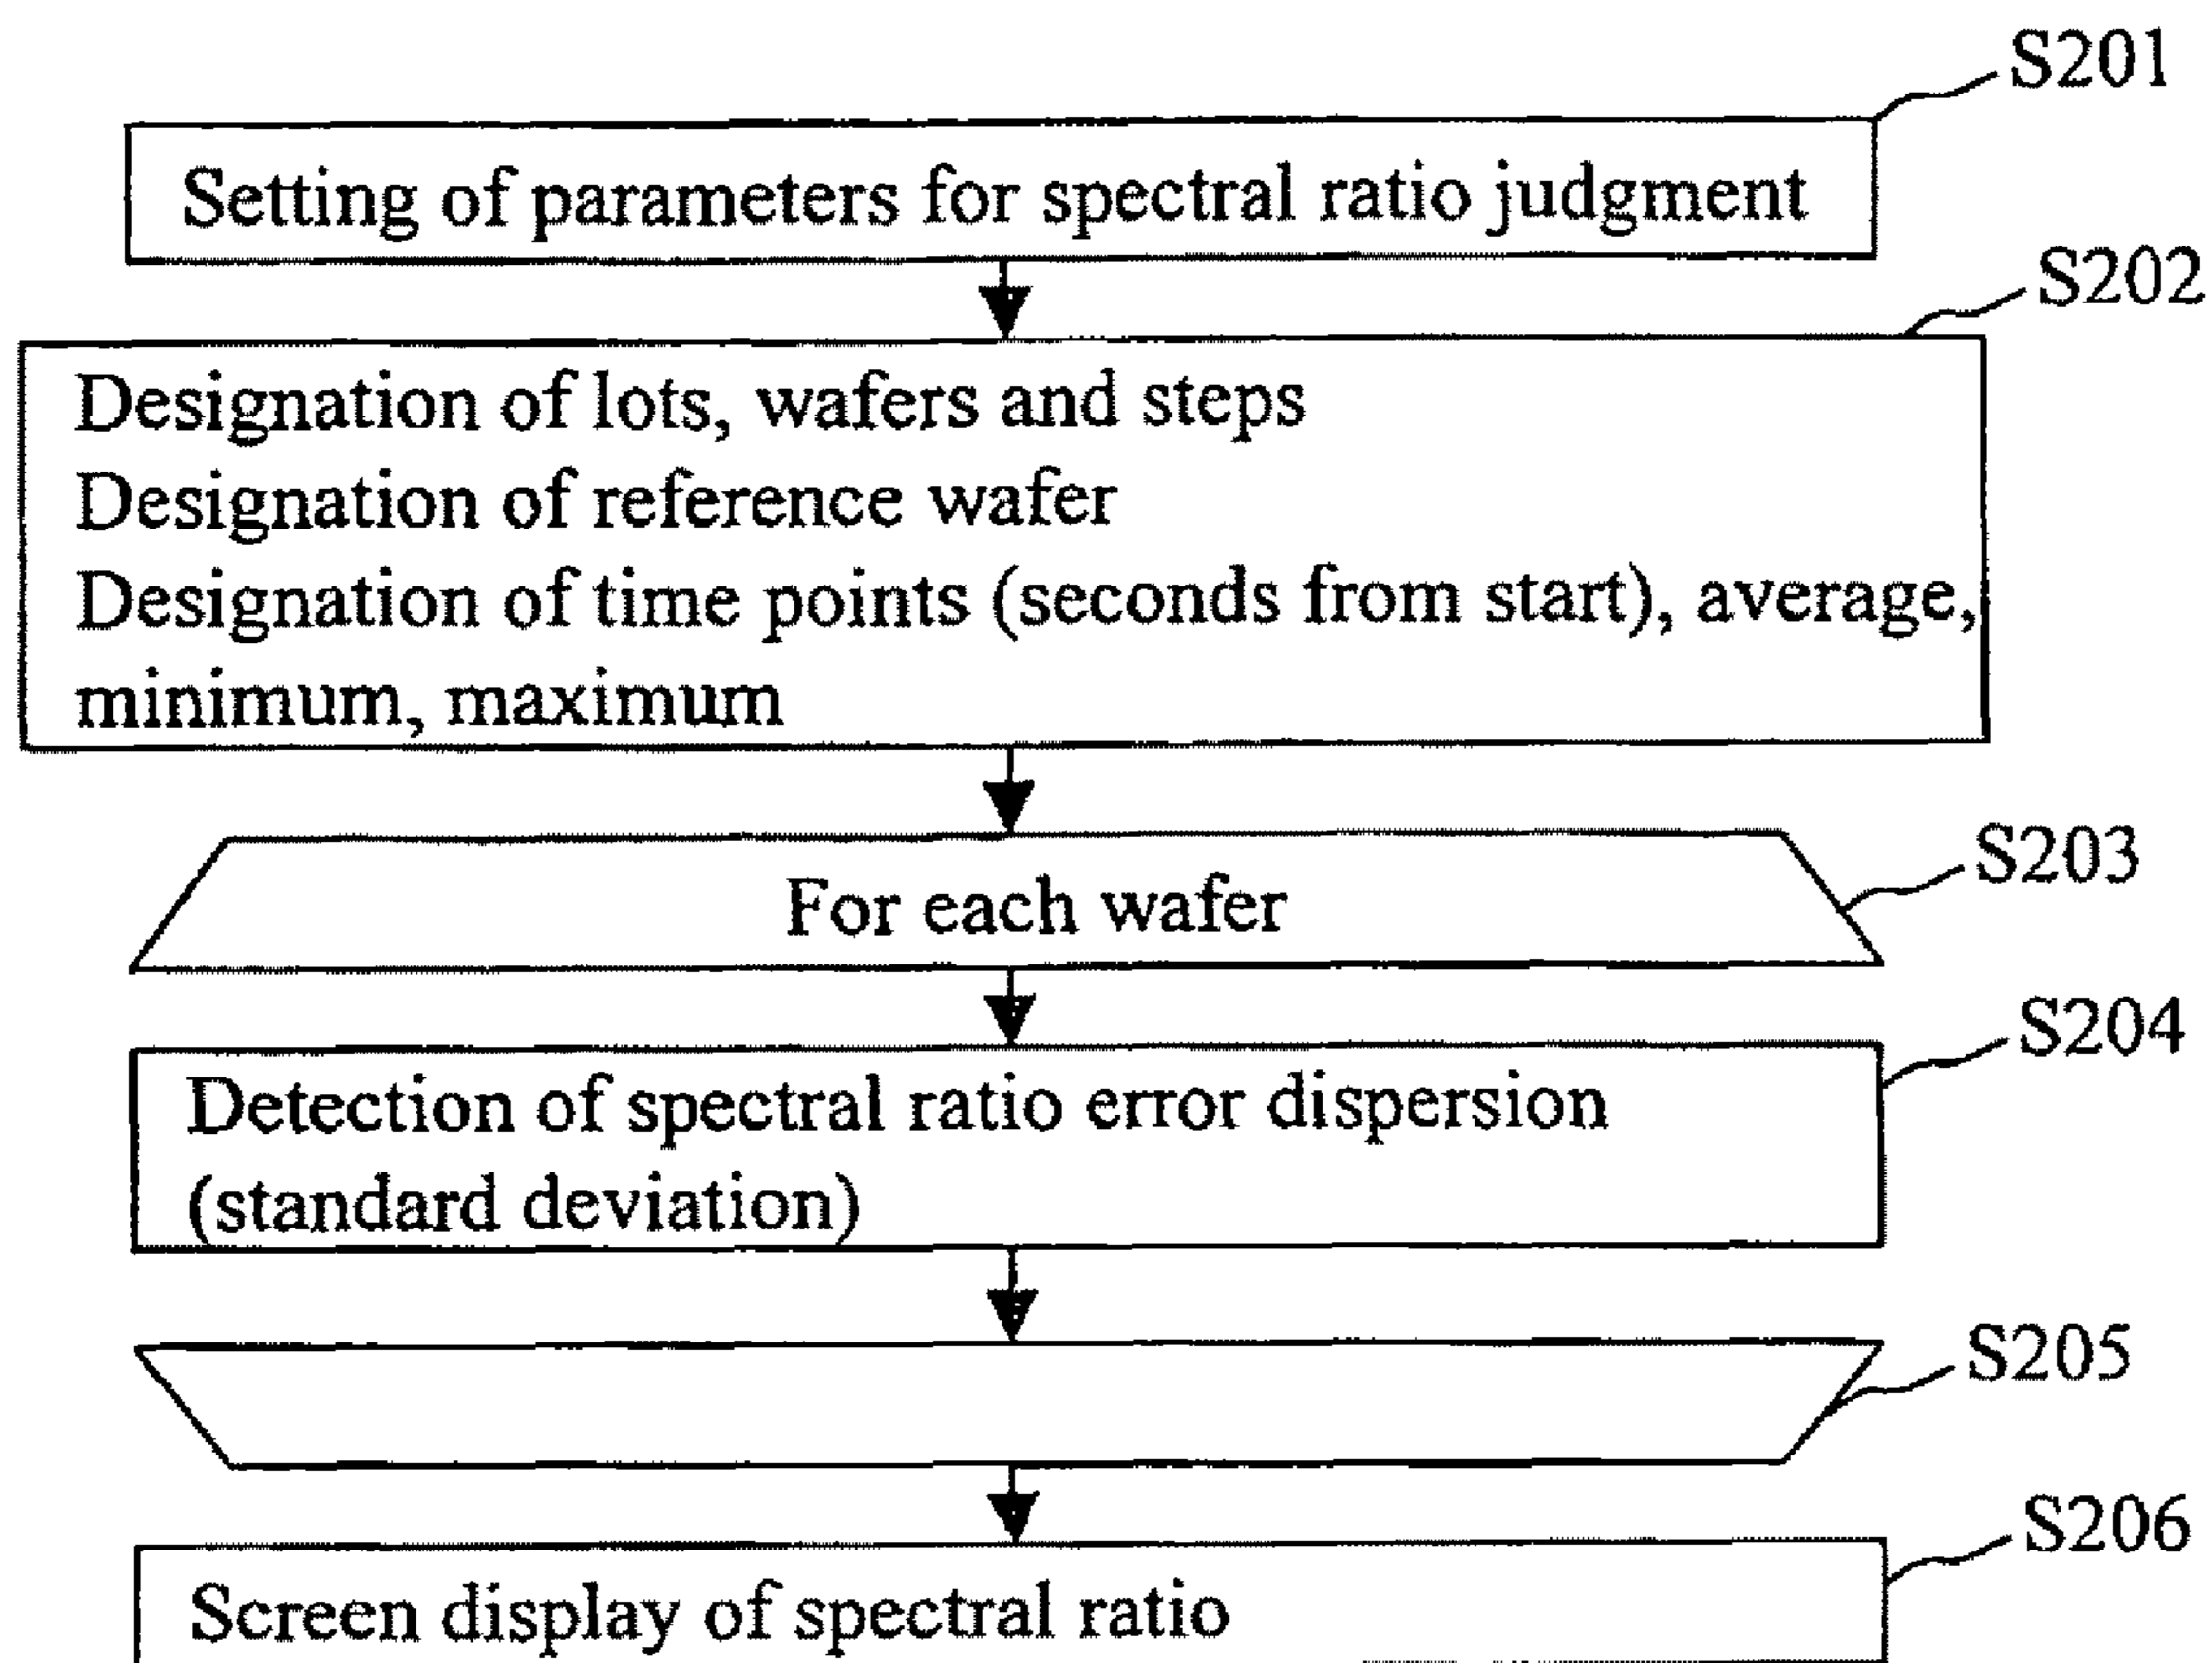 S201
Setting of parameters for spectral ratio judgment
S202
Designation of lots, wafers and steps
Designation of reference wafer
Designation of time points (seconds from start), average,
minimum, maximum
S203
For each wafer
S204
Detection of spectral ratio error dispersion
(standard deviation)
S205
S206
Screen display of spectral ratio